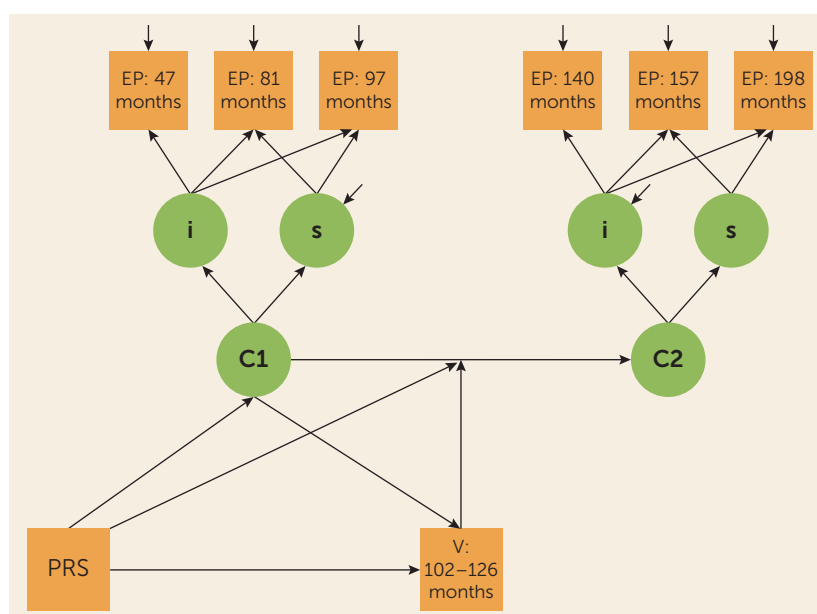 EP: 47
months
EP: 81
months
EP: 97
months
EP: 140
months
EP: 157
months
EP: 198
months
i
s
i
s
C1
C2
PRS
V:
102–126
months